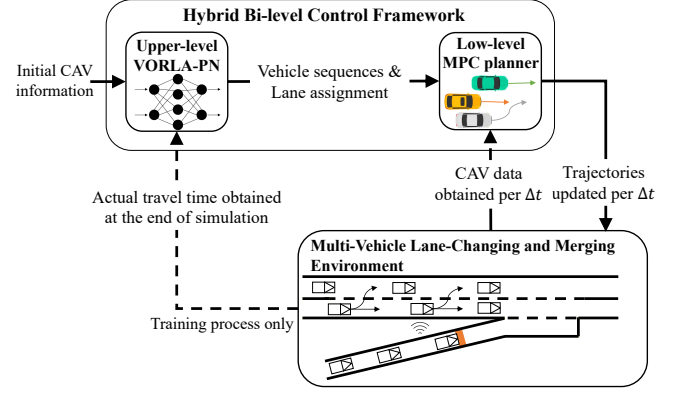 Hybrid Bi-level Control Framework
Upper-level
VORLA-PN
Low-level
MPC planner
Initial CAV
information
Vehicle sequences &
Lane assignment
Actual travel time obtained
at the end of simulation
CAV data
obtained per Δt
Trajectories
updated per Δt
Multi-Vehicle Lane-Changing and Merging
Environment
Training process only